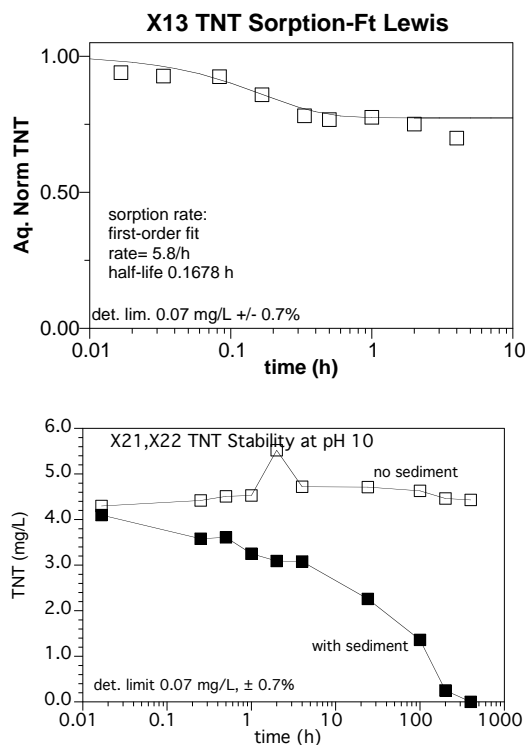 X13 TNT Sorption-Ft Lewis
1.00
0.50
0.00
Aq. Norm TNT
sorption rate:
first-order fit
rate= 5.8/h
half-life 0.1678 h
det. lim. 0.07 mg/L +/- 0.7%
0.01 0.1 1 10
time (h)
X21,X22 TNT Stability at pH 10
6.0
5.0
4.0
3.0
2.0
1.0
0.0
TNT (mg/L)
no sediment
with sediment
det. limit 0.07 mg/L, ± 0.7%
0.01 0.1 1 10 100 1000
time (h)